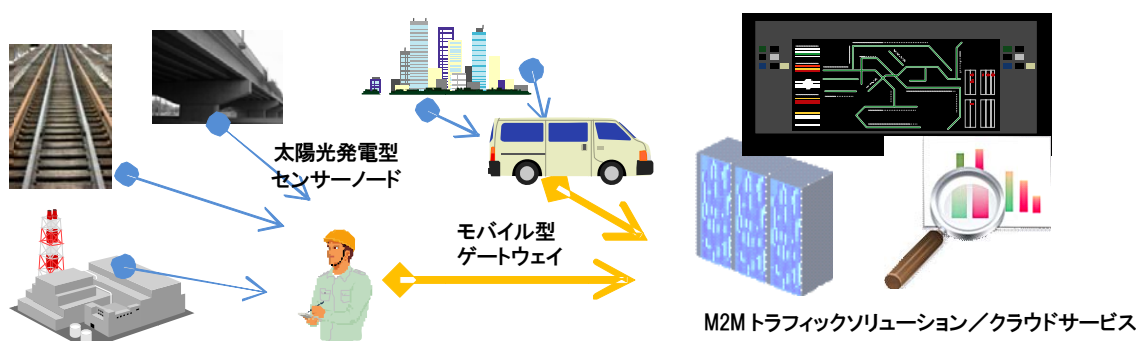 太陽光発電型
センサーノード
モバイル型
ゲートウェイ
M2Mトラフィックソリューション／クラウドサービス